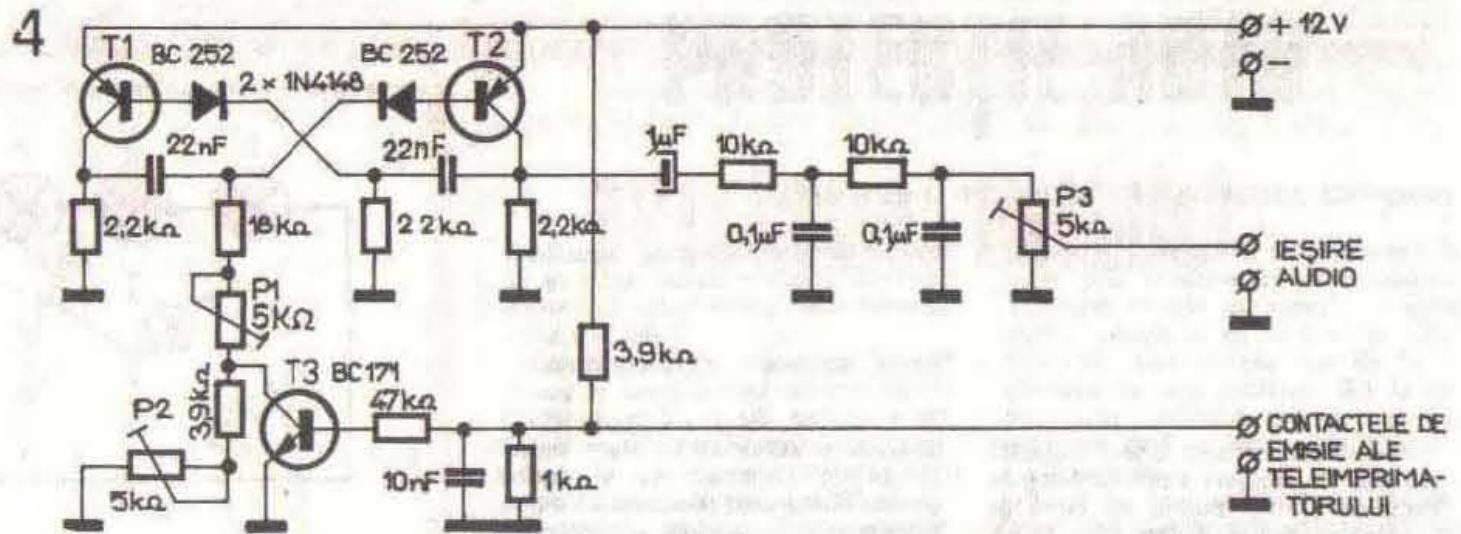 4
T1
BC 252
BC 252
T2
2 × 1N4148
22nF
22nF
1µF
10kΩ
10kΩ
+ 12V
−
2,2kΩ
18kΩ
2 2kΩ
2,2kΩ
0,1µF
0,1µF
P3
5kΩ
IEȘIRE
AUDIO
P1
5KΩ
3,9kΩ
3,9kΩ
T3
BC 171
47kΩ
P2
5kΩ
10nF
1kΩ
CONTACTELE DE
EMISIE ALE
TELEIMPRIMA-
TORULUI